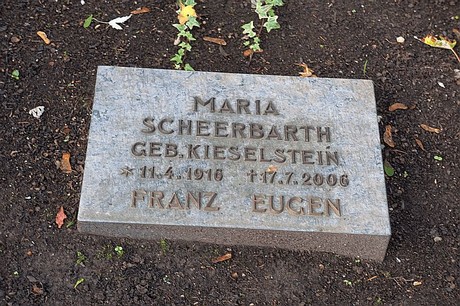 MARIA
SCHEERBARTH
GEB. KIESELSTEIN
*11.4.1916 †17.7.2006
FRANZ EUGEN